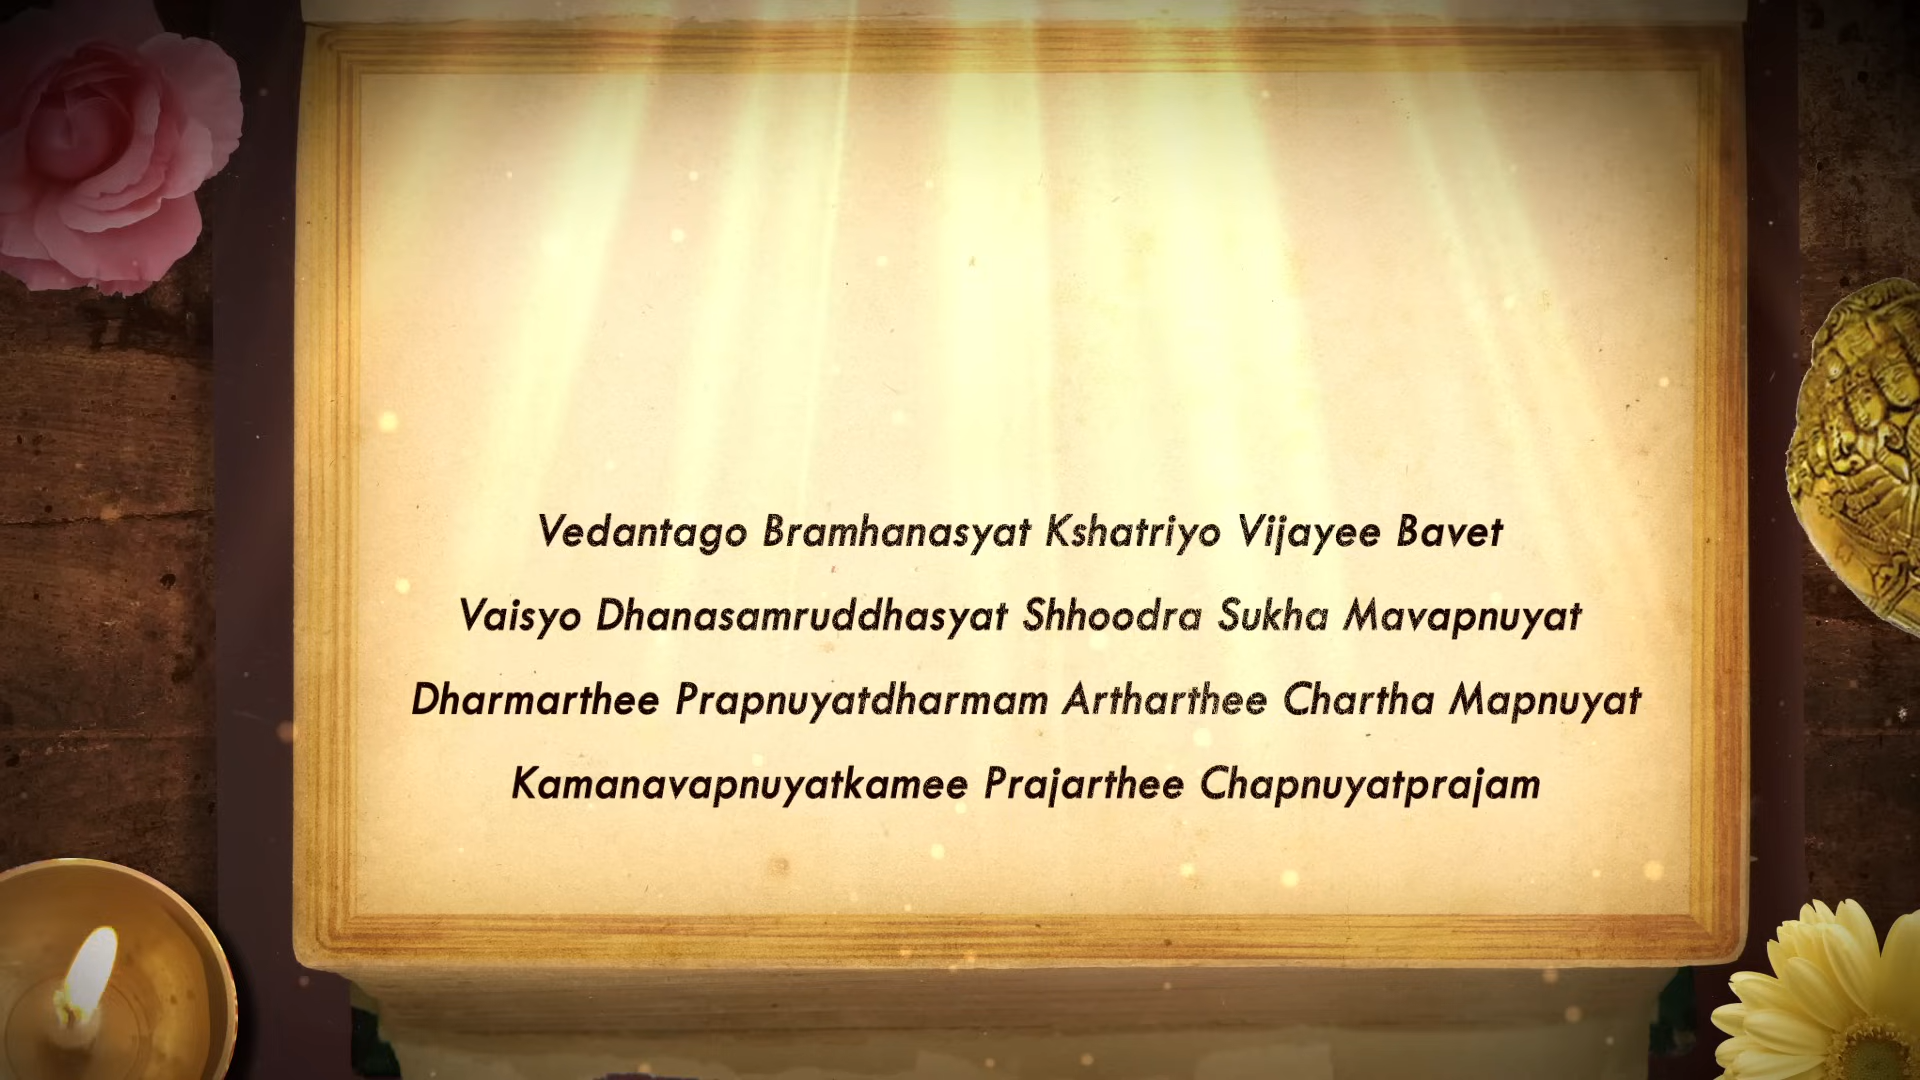 Vedantago Bramhanasyat Kshatriyo Vijayee Bavet
Vaisyo Dhanasamruddhasyat Shhoodra Sukha Mavapnuyat
Dharmarthee Prapnuyatdharmam Artharthee Chartha Mapnuyat
Kamanavapnuyatkamee Prajarthee Chapnuyatprajam